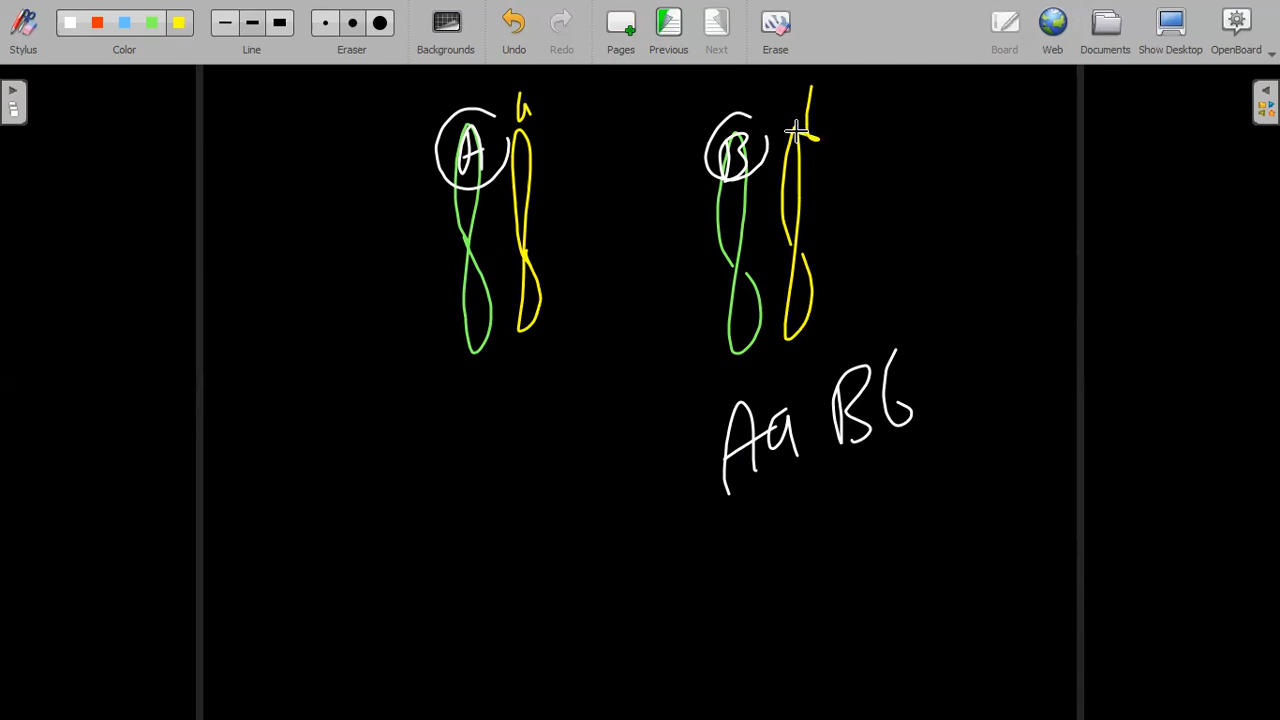 Stylus
Color
Line
Eraser
Backgrounds
Undo
Redo
Pages
Previous
Next
Erase
Board
Web
Documents
Show Desktop
OpenBoard
A a B b
Aa Bb